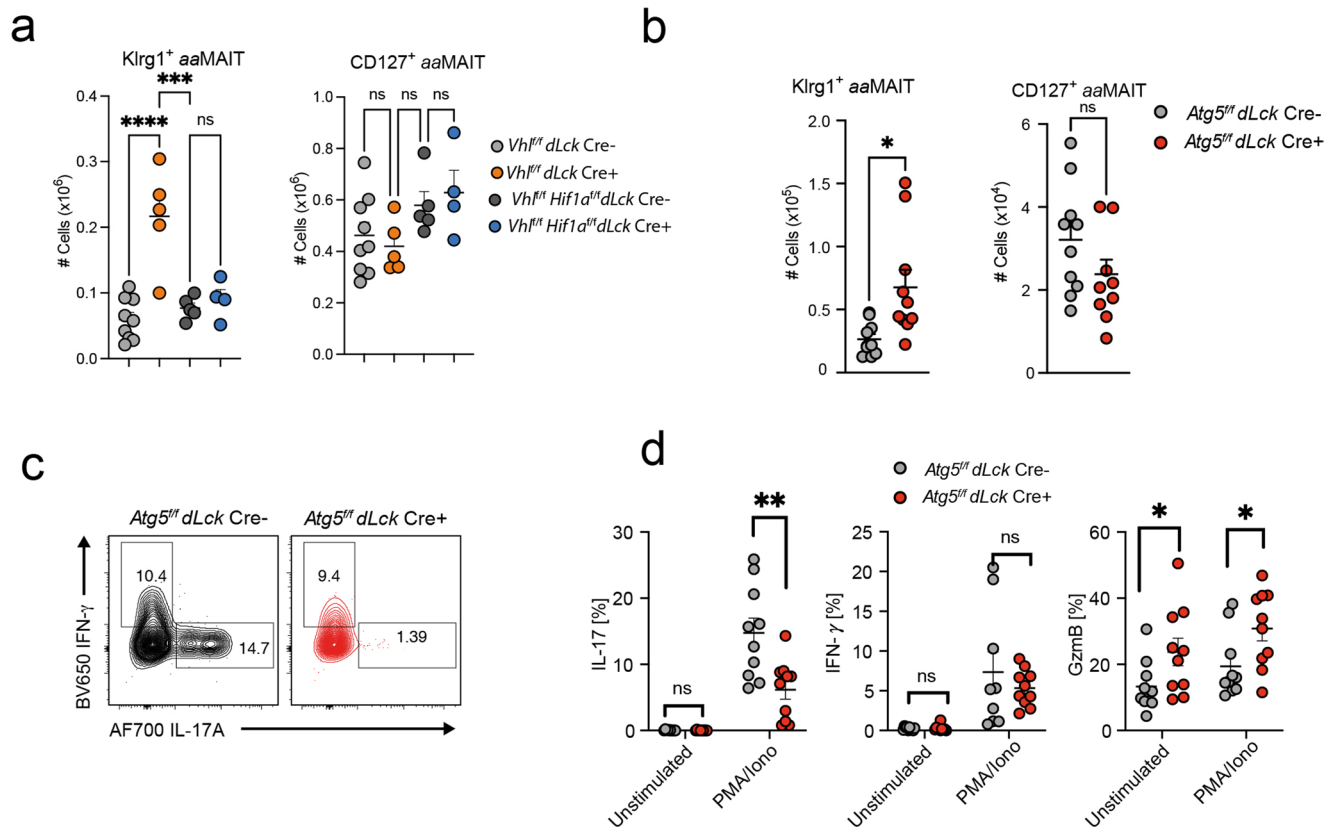 a
Klrg1⁺ aaMAIT
# Cells (x10⁶)
0.4
0.3
0.2
0.1
0.0
****
***
ns
CD127⁺ aaMAIT
# Cells (x10⁶)
1.0
0.8
0.6
0.4
0.6
0.0
ns
ns
ns
Vhlᶠ/ᶠ dLck Cre-
Vhlᶠ/ᶠ dLck Cre+
Vhlᶠ/ᶠ Hif1aᶠ/ᶠdLck Cre-
Vhlᶠ/ᶠ Hif1aᶠ/ᶠdLck Cre+
b
Klrg1⁺ aaMAIT
# Cells (x10⁵)
2.0
1.5
1.0
0.5
0
*
CD127⁺ aaMAIT
# Cells (x10⁴)
6
4
2
0
ns
Atg5ᶠ/ᶠ dLck Cre-
Atg5ᶠ/ᶠ dLck Cre+
c
Atg5ᶠ/ᶠ dLck Cre-
Atg5ᶠ/ᶠ dLck Cre+
BV650 IFN-γ
10.4
14.7
9.4
1.39
AF700 IL-17A
d
Atg5ᶠ/ᶠ dLck Cre-
Atg5ᶠ/ᶠ dLck Cre+
IL-17 [%]
30
20
10
0
ns
**
Unstimulated
PMA/Iono
IFN- γ [%]
25
20
15
10
5
0
ns
ns
Unstimulated
PMA/Iono
GzmB [%]
60
40
20
0
*
*
Unstimulated
PMA/Iono